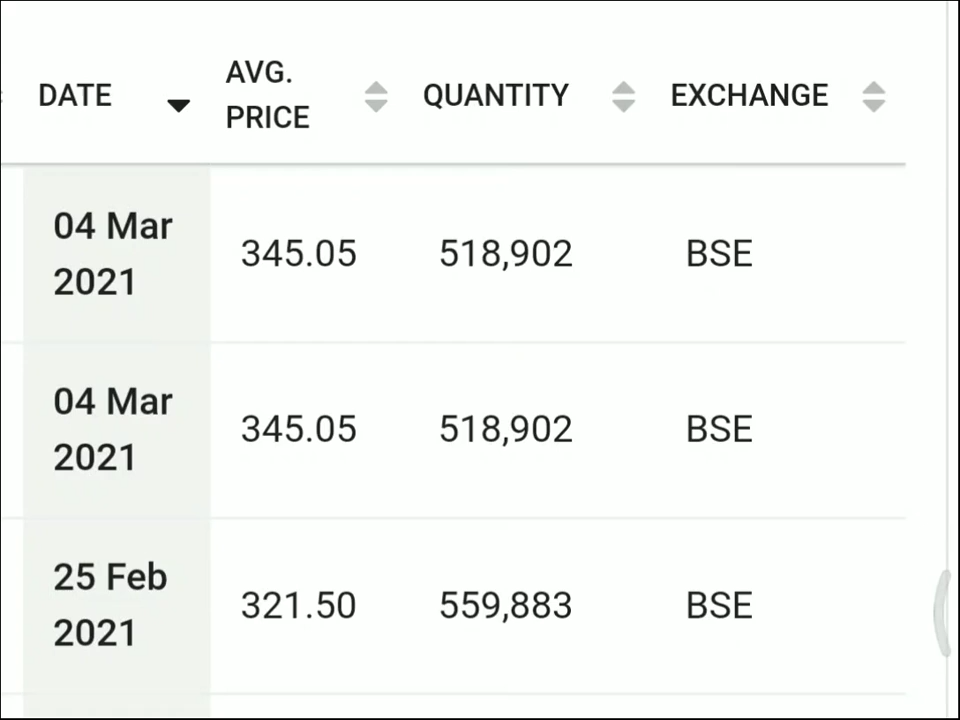 DATE AVG. PRICE QUANTITY EXCHANGE
04 Mar 2021 345.05 518,902 BSE
04 Mar 2021 345.05 518,902 BSE
25 Feb 2021 321.50 559,883 BSE